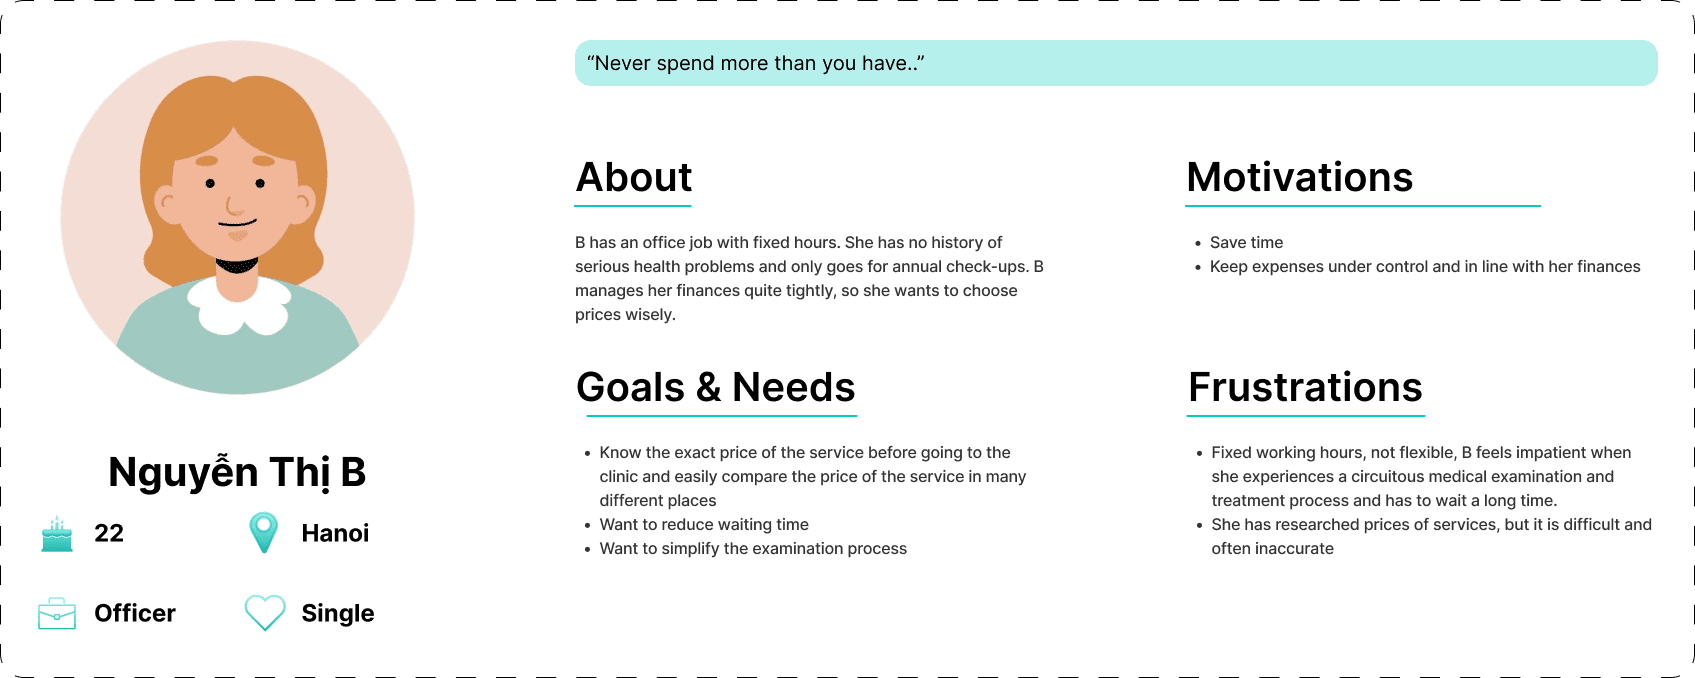 “Never spend more than you have..”
Nguyễn Thị B
22
Hanoi
Officer
Single
About
B has an office job with fixed hours. She has no history of
serious health problems and only goes for annual check-ups. B
manages her finances quite tightly, so she wants to choose
prices wisely.
Motivations
• Save time
• Keep expenses under control and in line with her finances
Goals & Needs
• Know the exact price of the service before going to the
clinic and easily compare the price of the service in many
different places
• Want to reduce waiting time
• Want to simplify the examination process
Frustrations
• Fixed working hours, not flexible, B feels impatient when
she experiences a circuitous medical examination and
treatment process and has to wait a long time.
• She has researched prices of services, but it is difficult and
often inaccurate